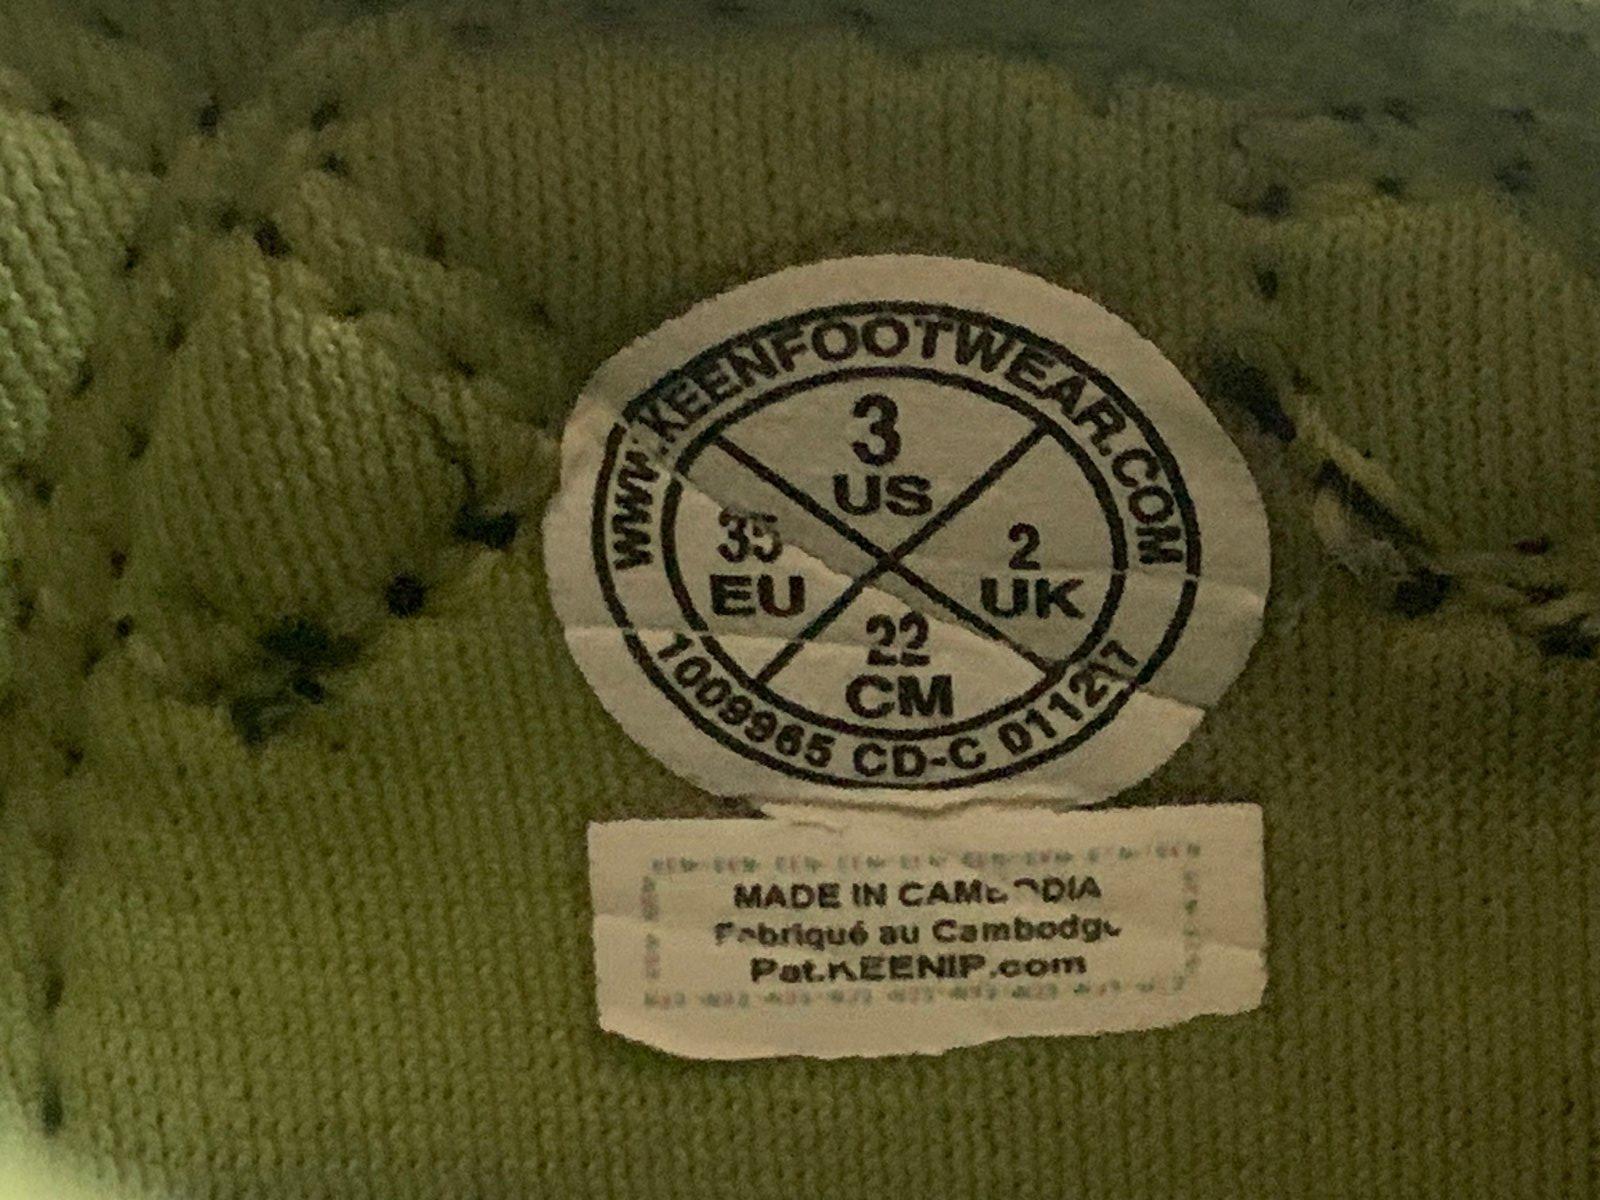 WWW.KEENFOOTWEAR.COM
3
US
35
EU
2
UK
22
CM
1009965 CD-C 011217
MADE IN CAMBODIA
Fabriqué au Cambodge
Pat.KEENIP.com